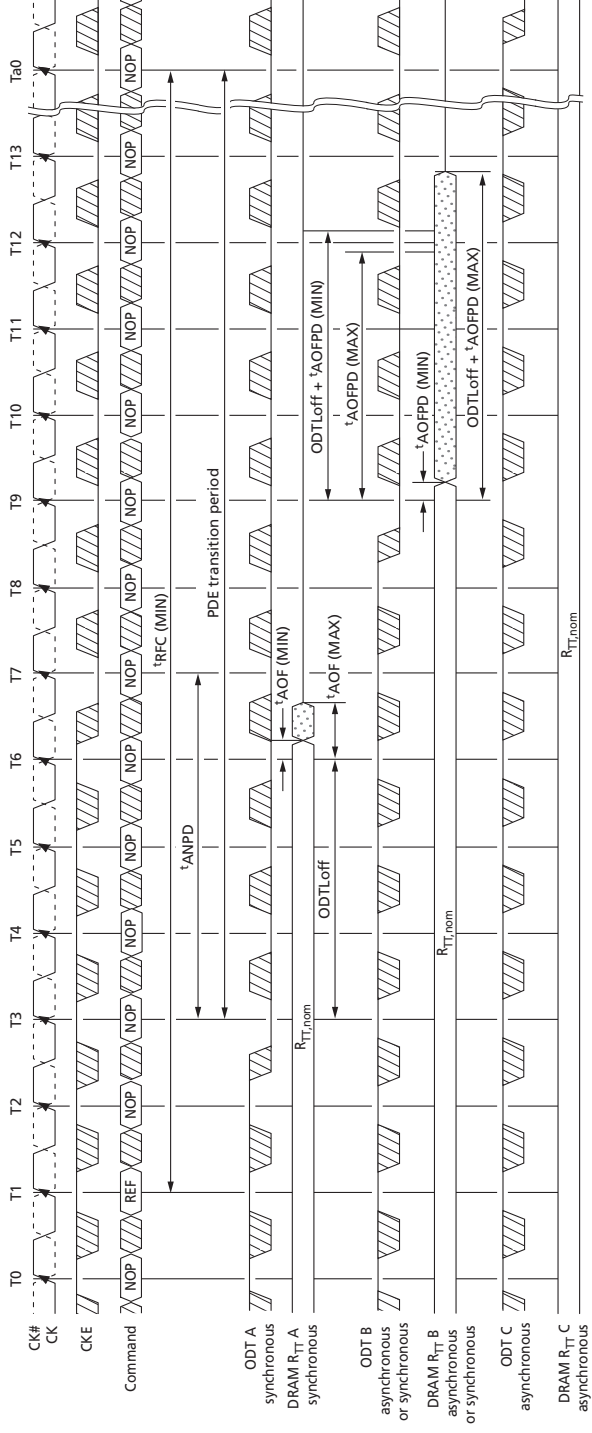 T0 T1 T2 T3 T4 T5 T6 T7 T8 T9 T10 T11 T12 T13 Ta0
CK#
CK
CKE
Command
NOP REF NOP NOP NOP NOP NOP NOP NOP NOP NOP NOP NOP NOP NOP
tRFC (MIN)
tANPD
PDE transition period
ODT A
synchronous
tAOF (MIN)
DRAM RTT A
synchronous
RTT,nom
ODTLoff
tAOF (MAX)
ODTLoff + tAOFPD (MIN)
tAOFPD (MAX)
ODT B
asynchronous
or synchronous
tAOFPD (MIN)
DRAM RTT B
asynchronous
or synchronous
RTT,nom
ODTLoff + tAOFPD (MAX)
ODT C
asynchronous
DRAM RTT C
asynchronous
RTT,nom